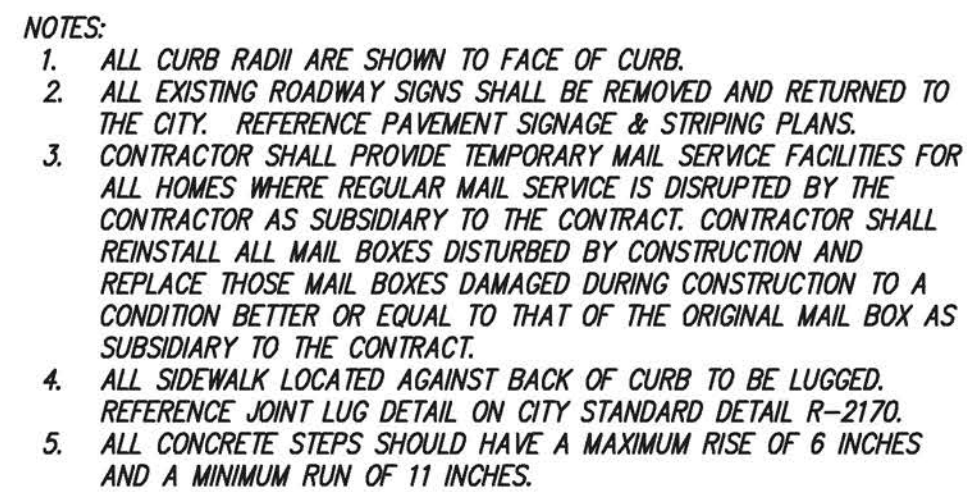 NOTES:
1. ALL CURB RADII ARE SHOWN TO FACE OF CURB.
2. ALL EXISTING ROADWAY SIGNS SHALL BE REMOVED AND RETURNED TO
THE CITY. REFERENCE PAVEMENT SIGNAGE & STRIPING PLANS.
3. CONTRACTOR SHALL PROVIDE TEMPORARY MAIL SERVICE FACILITIES FOR
ALL HOMES WHERE REGULAR MAIL SERVICE IS DISRUPTED BY THE
CONTRACTOR AS SUBSIDIARY TO THE CONTRACT. CONTRACTOR SHALL
REINSTALL ALL MAIL BOXES DISTURBED BY CONSTRUCTION AND
REPLACE THOSE MAIL BOXES DAMAGED DURING CONSTRUCTION TO A
CONDITION BETTER OR EQUAL TO THAT OF THE ORIGINAL MAIL BOX AS
SUBSIDIARY TO THE CONTRACT.
4. ALL SIDEWALK LOCATED AGAINST BACK OF CURB TO BE LUGGED.
REFERENCE JOINT LUG DETAIL ON CITY STANDARD DETAIL R-2170.
5. ALL CONCRETE STEPS SHOULD HAVE A MAXIMUM RISE OF 6 INCHES
AND A MINIMUM RUN OF 11 INCHES.